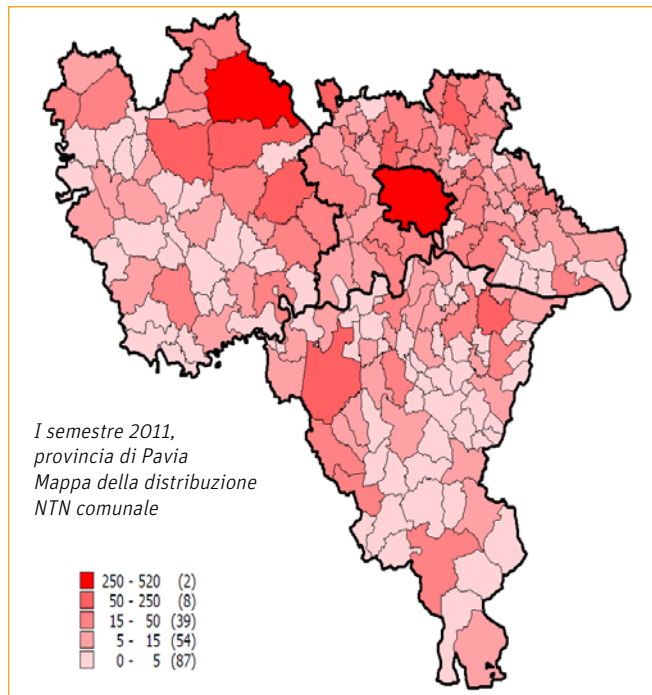 I semestre 2011,
provincia di Pavia
Mappa della distribuzione
NTN comunale
250 - 520 (2)
50 - 250 (8)
15 - 50 (39)
5 - 15 (54)
0 - 5 (87)